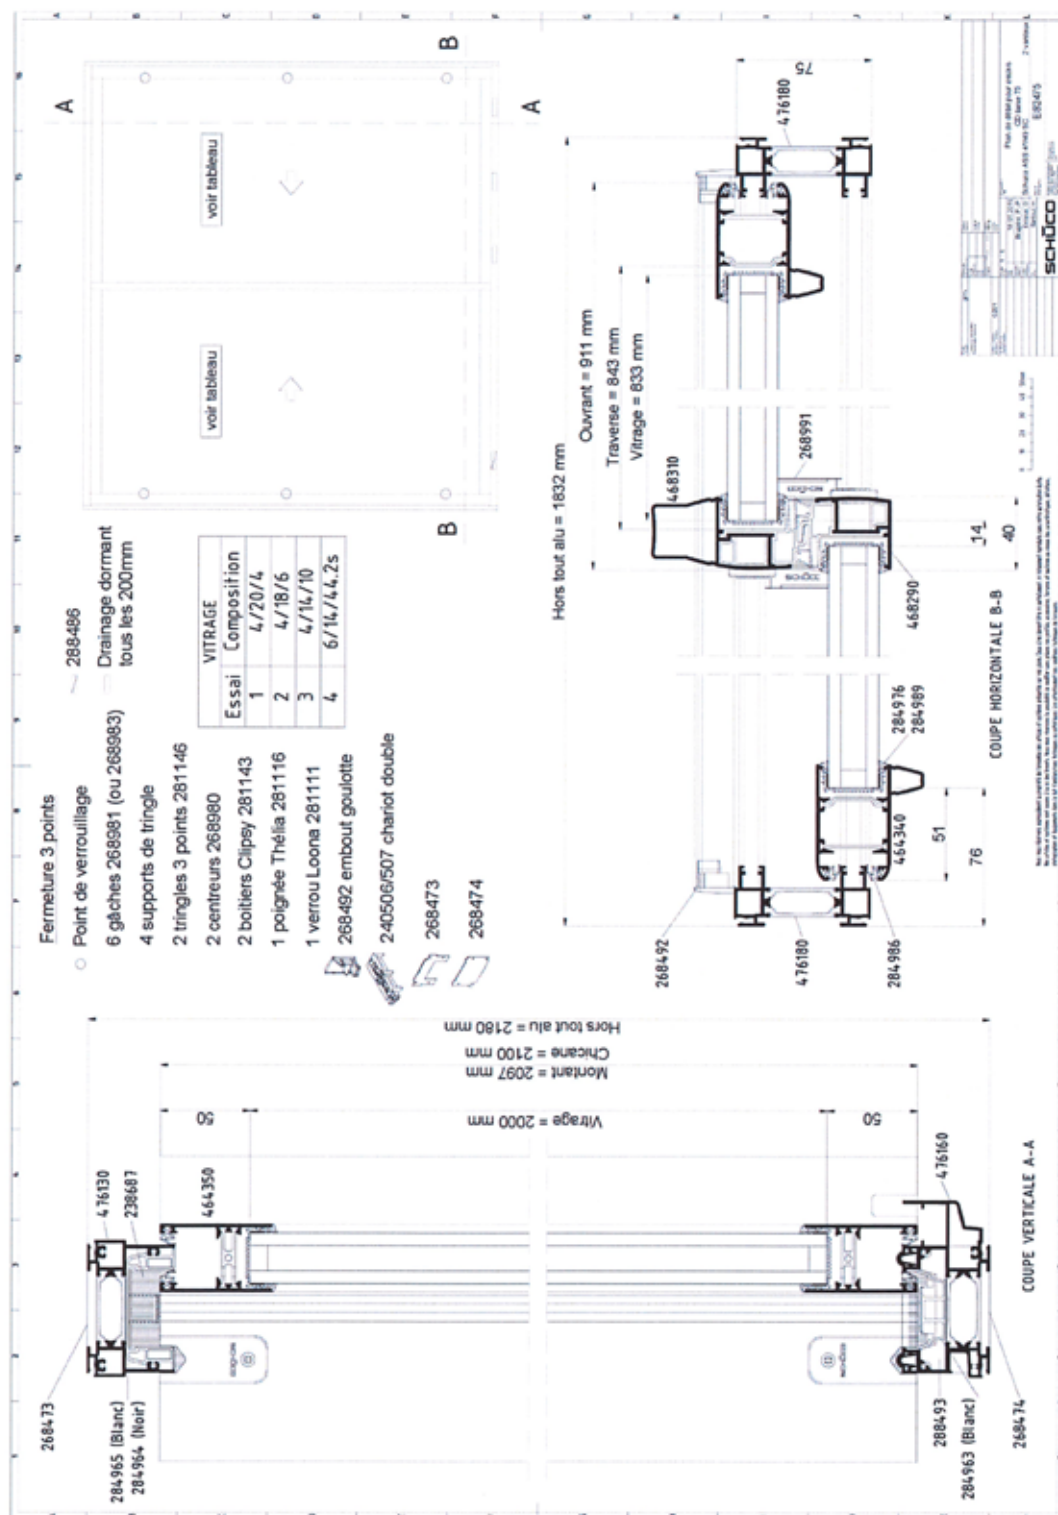 Fermeture 3 points
Point de verrouillage
6 gâches 268981 (ou 268983)
4 supports de tringle
2 tringles 3 points 281146
2 centreurs 268980
2 boitiers Clipsy 281143
1 poignée Thélia 281116
1 verrou Loona 281111
268492 embout goulotte
240506/507 chariot double
268473
268474
288486
Drainage dormant
tous les 200mm
VITRAGE
Essai Composition
1 4/20/4
2 4/18/6
3 4/14/10
4 6/14/44.2s
A
A
B
B
voir tableau
voir tableau
Hors tout alu = 2180 mm
Chicane = 2100 mm
Montant = 2097 mm
Vitrage = 2000 mm
50
50
268473
284965 (Blanc)
284964 (Noir)
476130
238687
464350
476160
288493
284963 (Blanc)
268474
COUPE VERTICALE A-A
Hors tout alu = 1832 mm
Ouvrant = 911 mm
Traverse = 843 mm
Vitrage = 833 mm
75
476180
468310
268991
14
40
468290
284976
284989
464340
51
76
268492
476180
284986
COUPE HORIZONTALE B-B
SCHÜCO